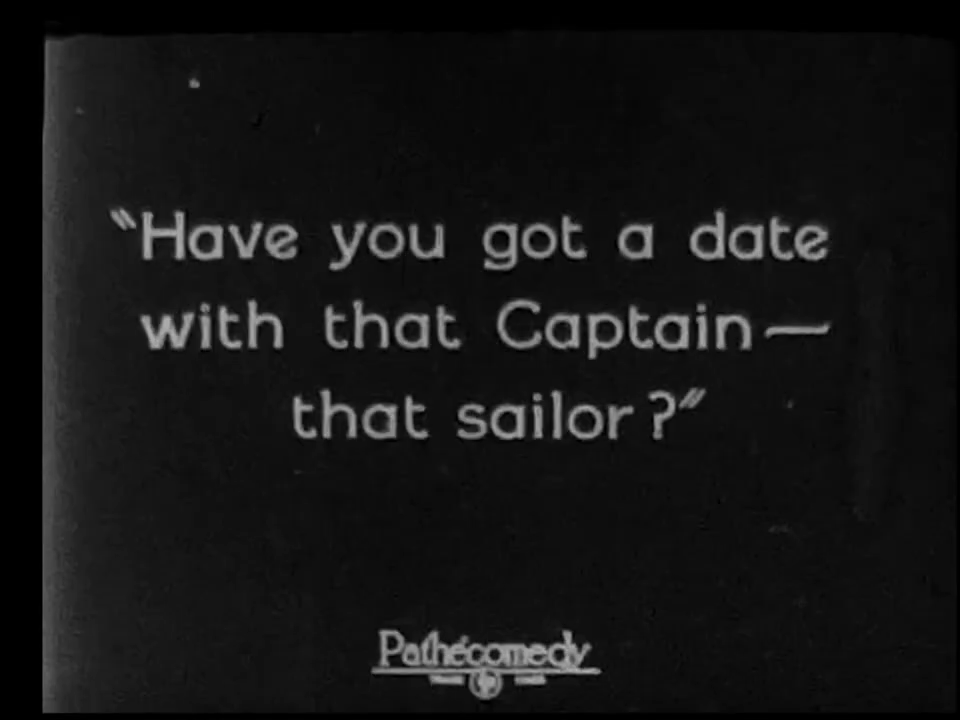 "Have you got a date
with that Captain—
that sailor?"
Pathécomedy